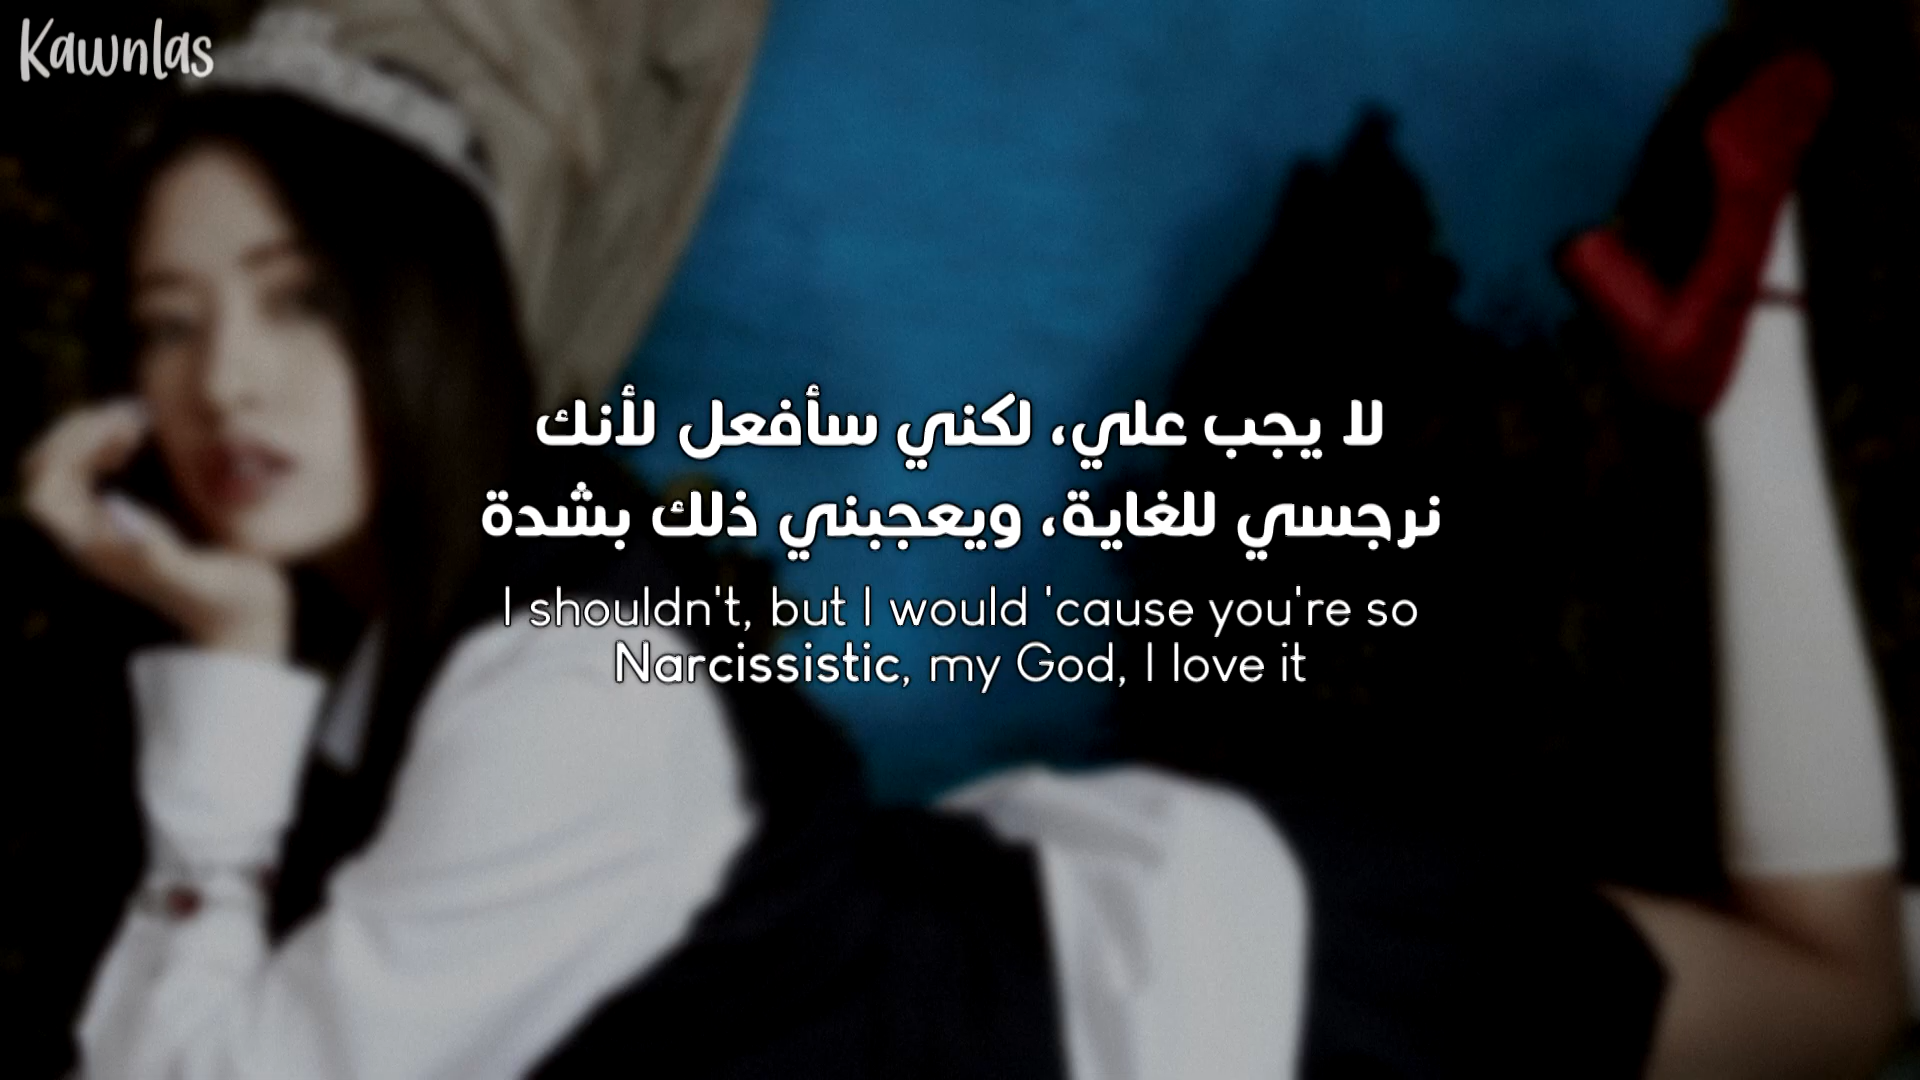 Kawnlas
لا يجب علي، لكني سأفعل لأنك
نرجسي للغاية، ويعجبني ذلك بشدة
I shouldn't, but I would 'cause you're so
Narcissistic, my God, I love it